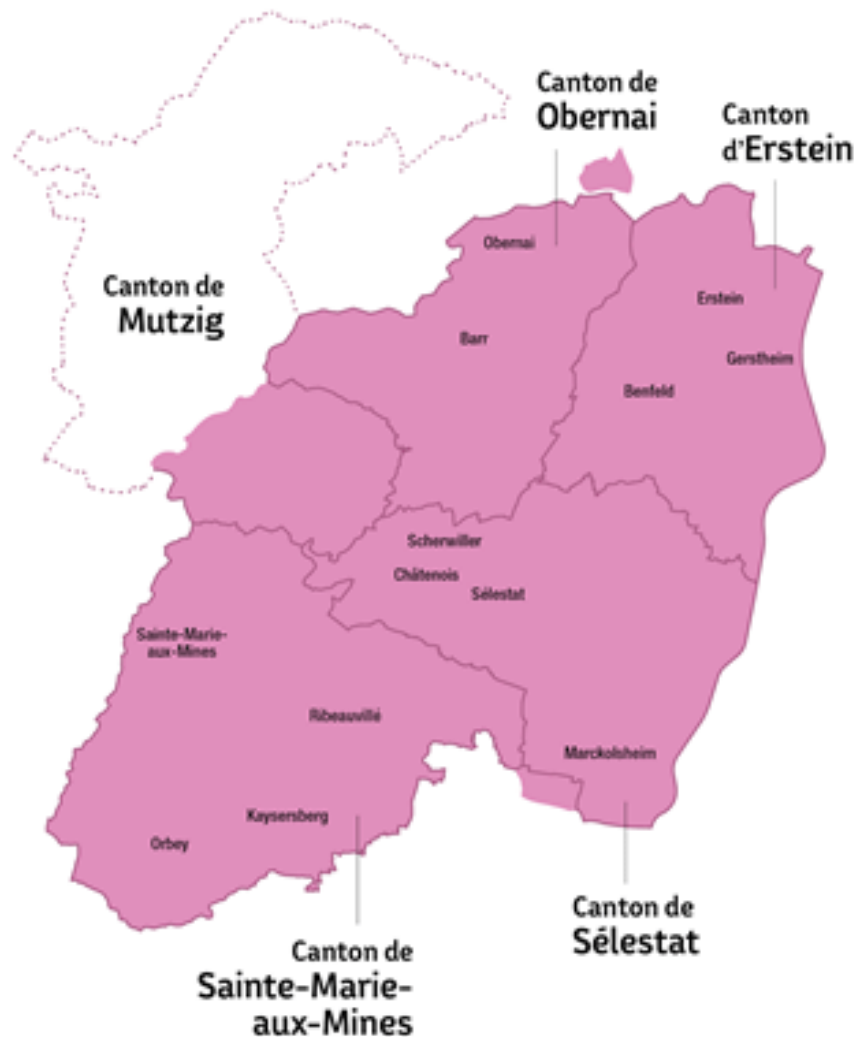 Canton de
Obernai
Canton
d'Erstein
Obernai
Canton de
Mutzig
Erstein
Barr
Gerstheim
Benfeld
Scherwiller
Châtenois
Sélestat
Sainte-Marie-
aux-Mines
Ribeauvillé
Marckolsheim
Kaysersberg
Orbey
Canton de
Sélestat
Canton de
Sainte-Marie-
aux-Mines